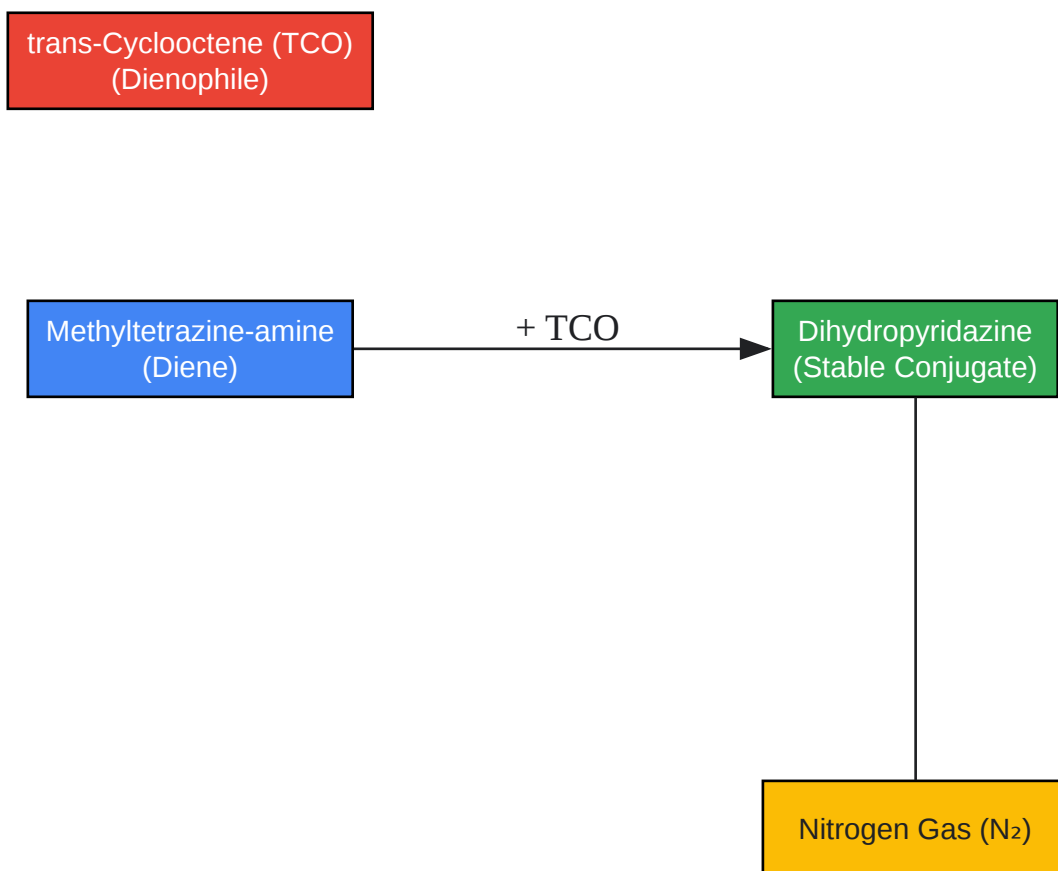 trans-Cyclooctene (TCO)
(Dienophile)
Methyltetrazine-amine
(Diene)
+ TCO
Dihydropyridazine
(Stable Conjugate)
Nitrogen Gas (N₂)